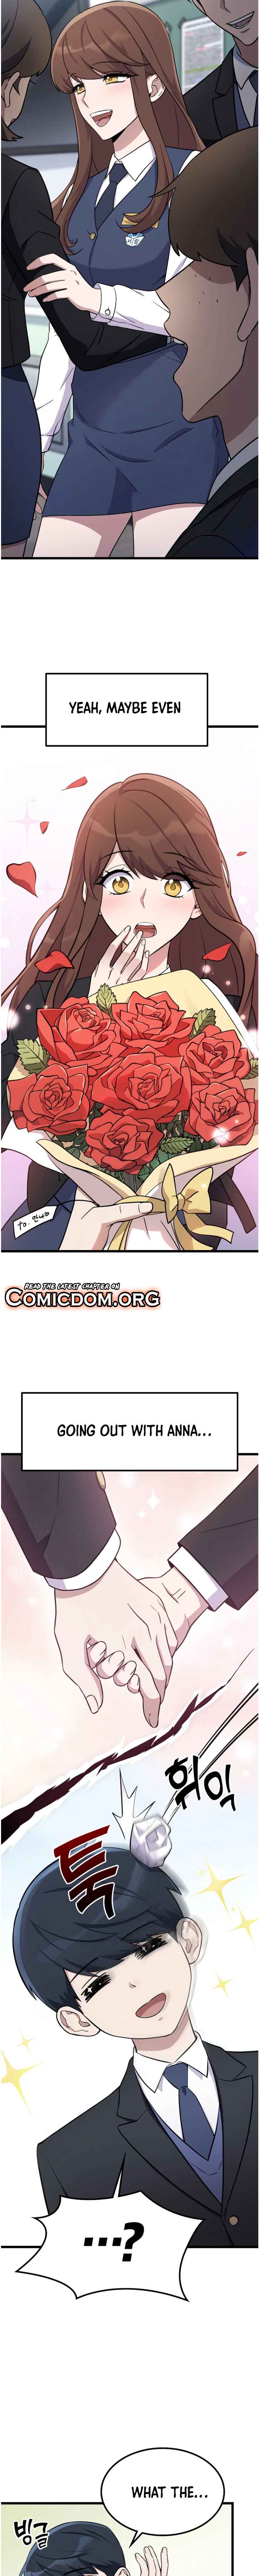 YEAH, MAYBE EVEN
to. 안나
READ THE LATEST CHAPTER ON
COMICDOM.ORG
GOING OUT WITH ANNA...
휘익
툭
...?
WHAT THE...
빙글